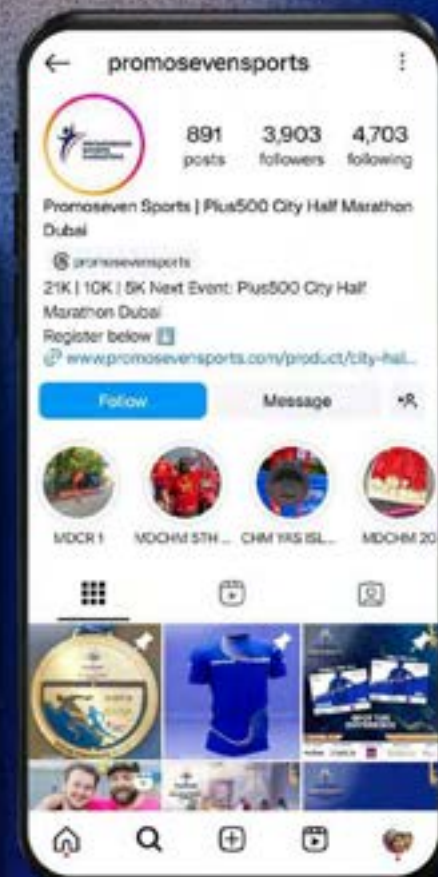 promosevensports
891 3,903 4,703
posts followers following
Promoseven Sports | Plus500 City Half Marathon
Dubai
promosevensports
21K | 10K | 5K Next Event: Plus500 City Half
Marathon Dubai
Register below
www.promosevensports.com/product/city-hal...
Follow Message
MDCR 1 MDCHM 5TH ... CHM YAS ISL... MDCHM 20